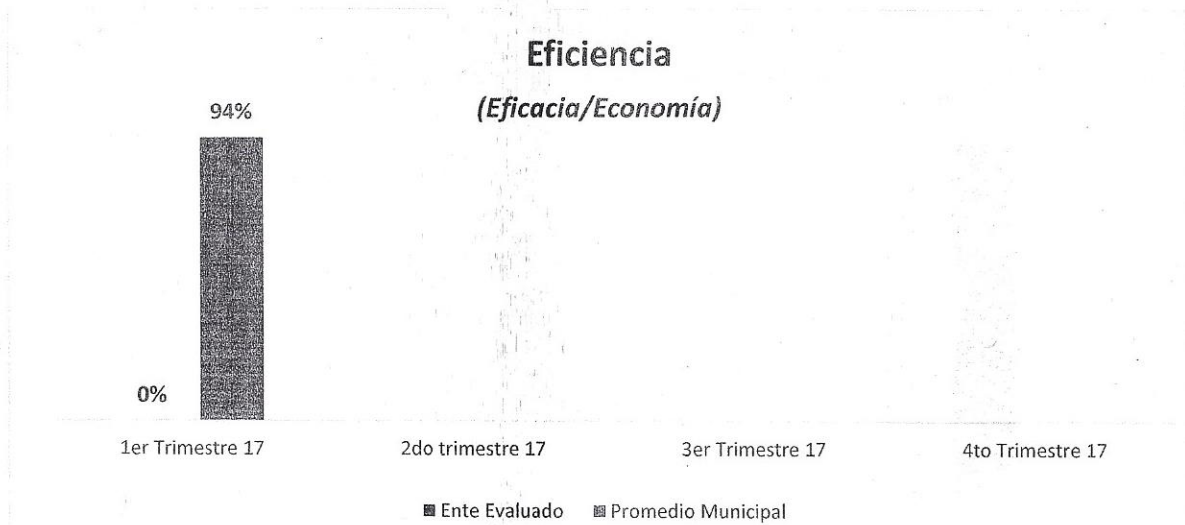 Eficiencia
(Eficacia/Economía)
94%
0%
1er Trimestre 17 2do trimestre 17 3er Trimestre 17 4to Trimestre 17
Ente Evaluado Promedio Municipal